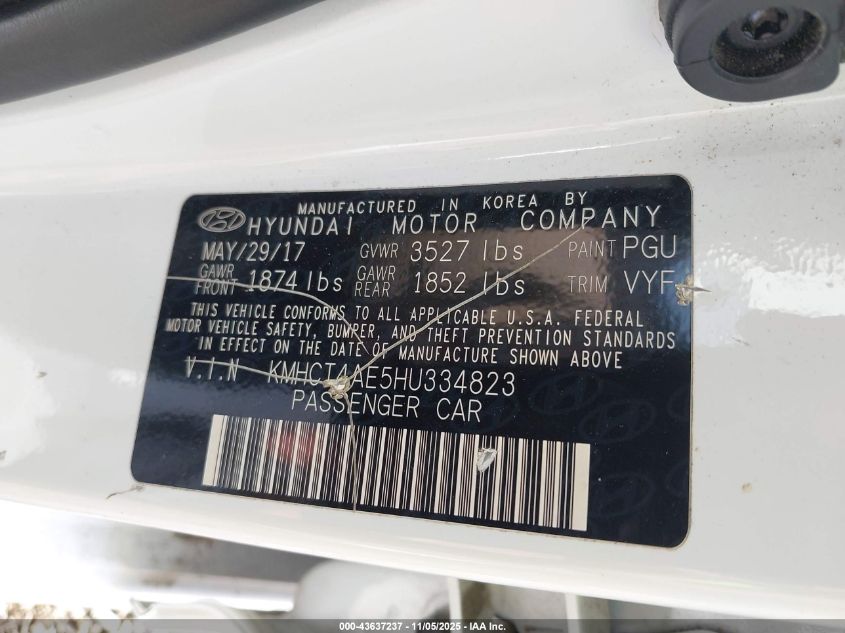 MANUFACTURED IN KOREA BY
HYUNDAI MOTOR COMPANY
MAY/29/17 GVWR 3527 lbs PAINT PGU
GAWR FRONT 1874 lbs GAWR REAR 1852 lbs TRIM VYF
THIS VEHICLE CONFORMS TO ALL APPLICABLE U.S.A. FEDERAL
MOTOR VEHICLE SAFETY, BUMPER, AND THEFT PREVENTION STANDARDS
IN EFFECT ON THE DATE OF MANUFACTURE SHOWN ABOVE
V.I.N KMHCT4AE5HU334823
PASSENGER CAR
000-43637237 - 11/05/2025 - IAA Inc.